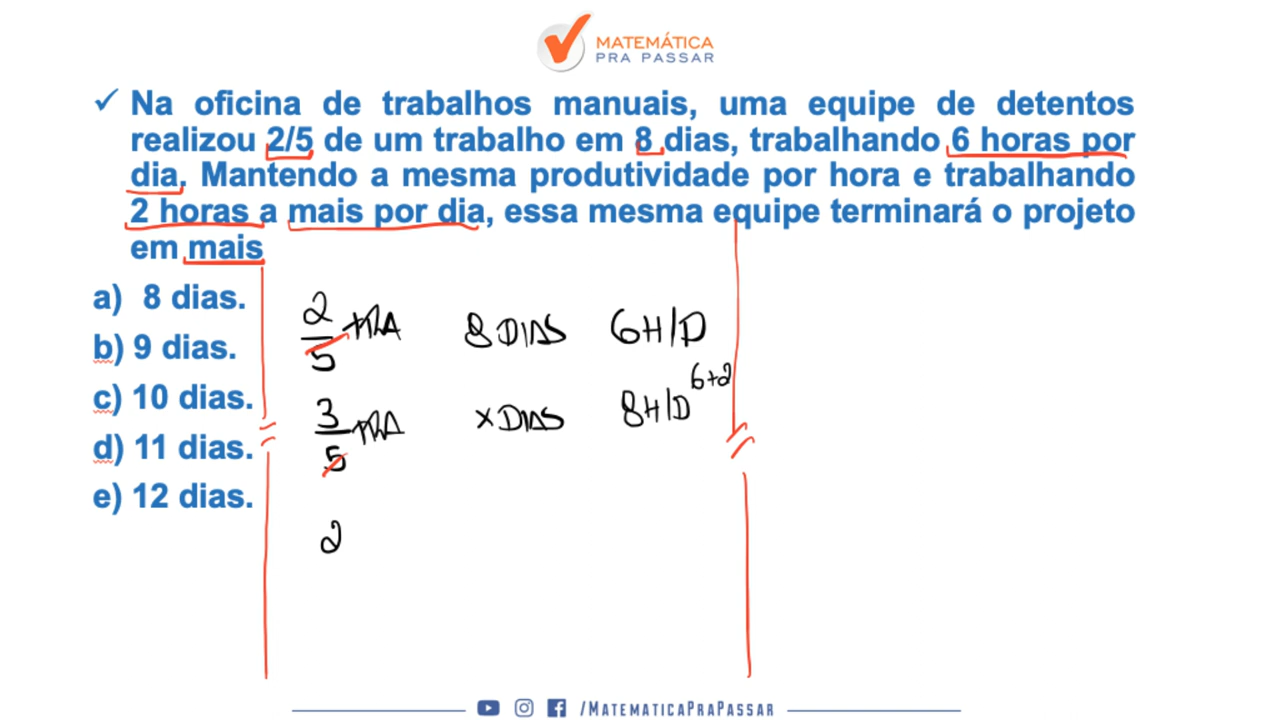 MATEMÁTICA
PRA PASSAR
✓ Na oficina de trabalhos manuais, uma equipe de detentos
realizou 2/5 de um trabalho em 8 dias, trabalhando 6 horas por
dia. Mantendo a mesma produtividade por hora e trabalhando
2 horas a mais por dia, essa mesma equipe terminará o projeto
em mais
a) 8 dias.
b) 9 dias.
c) 10 dias.
d) 11 dias.
e) 12 dias.
2/5 TRA 8 DIAS 6H/D
3/5 TRA X DIAS 8H/D 6+2
2
/MATEMATICAPRAPASSAR